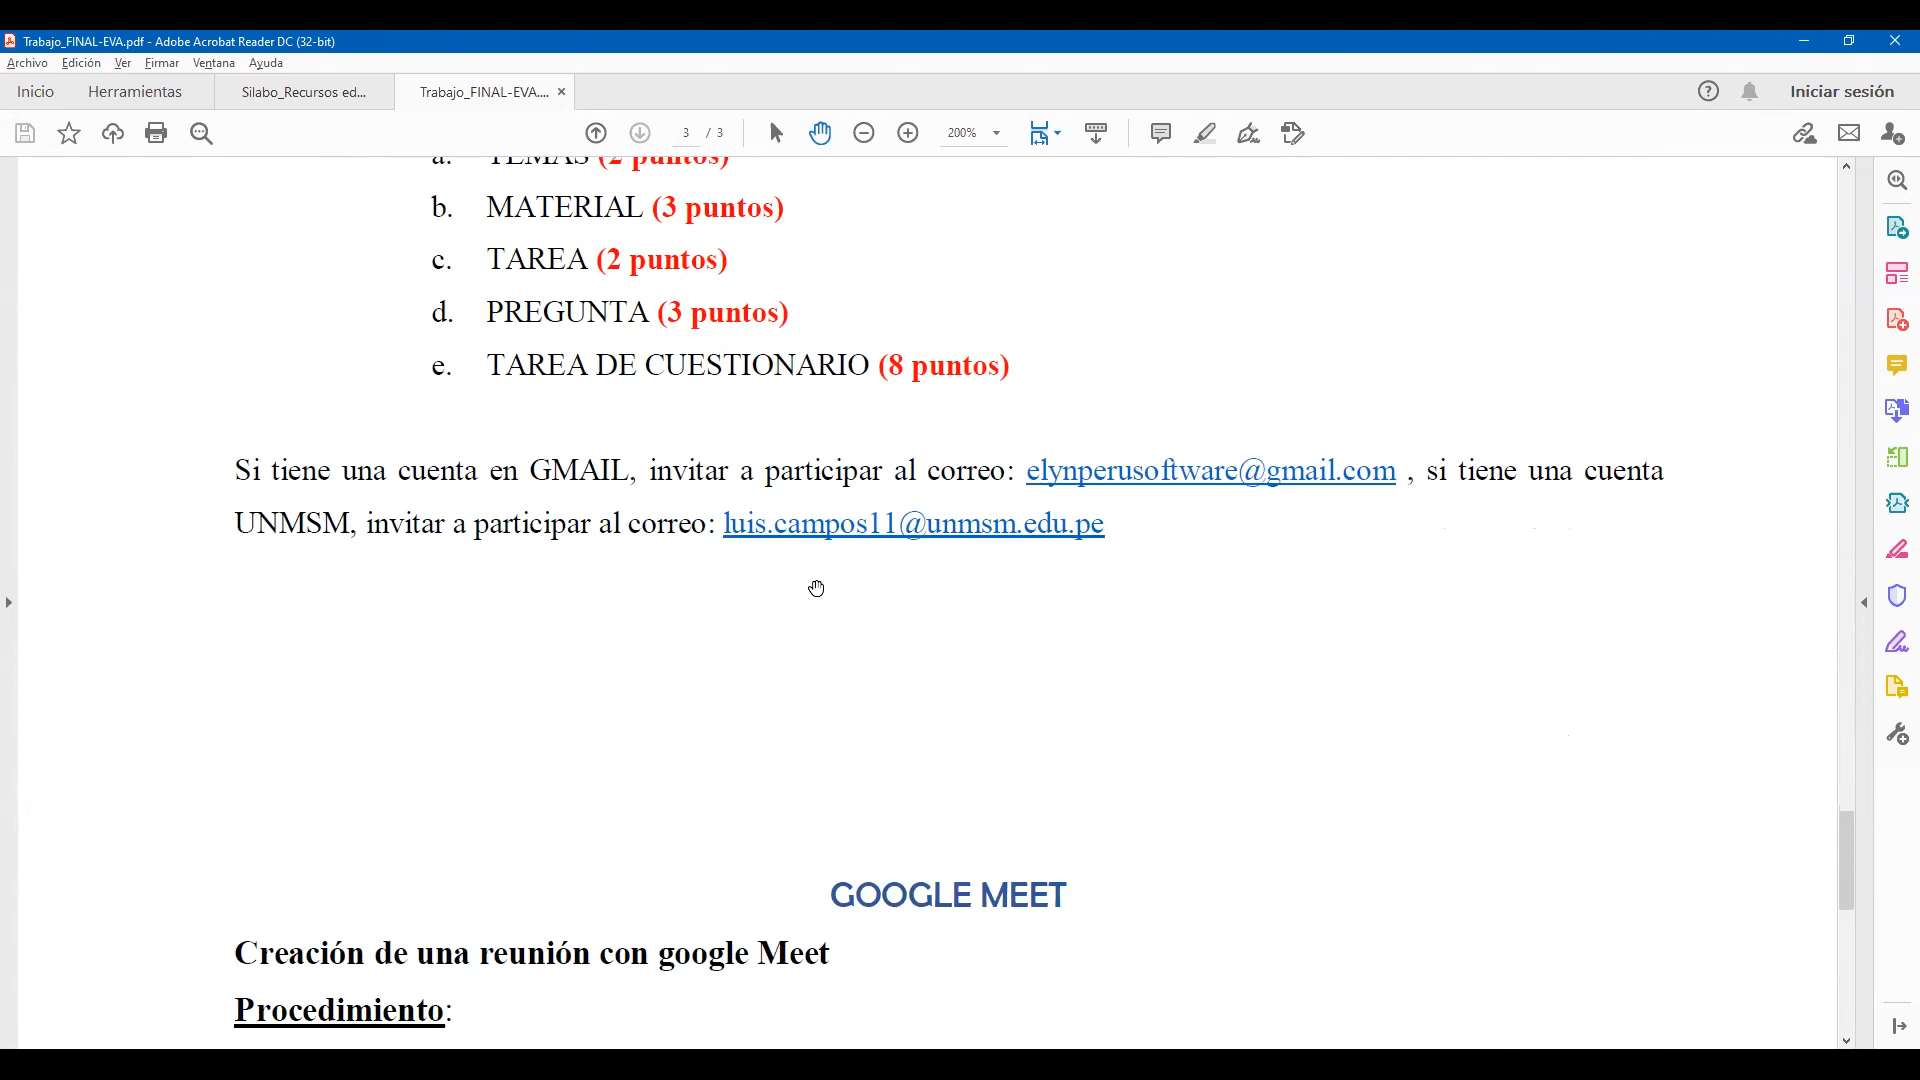 Trabajo_FINAL-EVA.pdf - Adobe Acrobat Reader DC (32-bit)
Archivo Edición Ver Firmar Ventana Ayuda
Inicio Herramientas Silabo_Recursos ed... Trabajo_FINAL-EVA.... × Iniciar sesión
3 / 3 200%
a. TEMAS (2 puntos)
b. MATERIAL (3 puntos)
c. TAREA (2 puntos)
d. PREGUNTA (3 puntos)
e. TAREA DE CUESTIONARIO (8 puntos)
Si tiene una cuenta en GMAIL, invitar a participar al correo: elynperusoftware@gmail.com , si tiene una cuenta
UNMSM, invitar a participar al correo: luis.campos11@unmsm.edu.pe
GOOGLE MEET
Creación de una reunión con google Meet
Procedimiento: